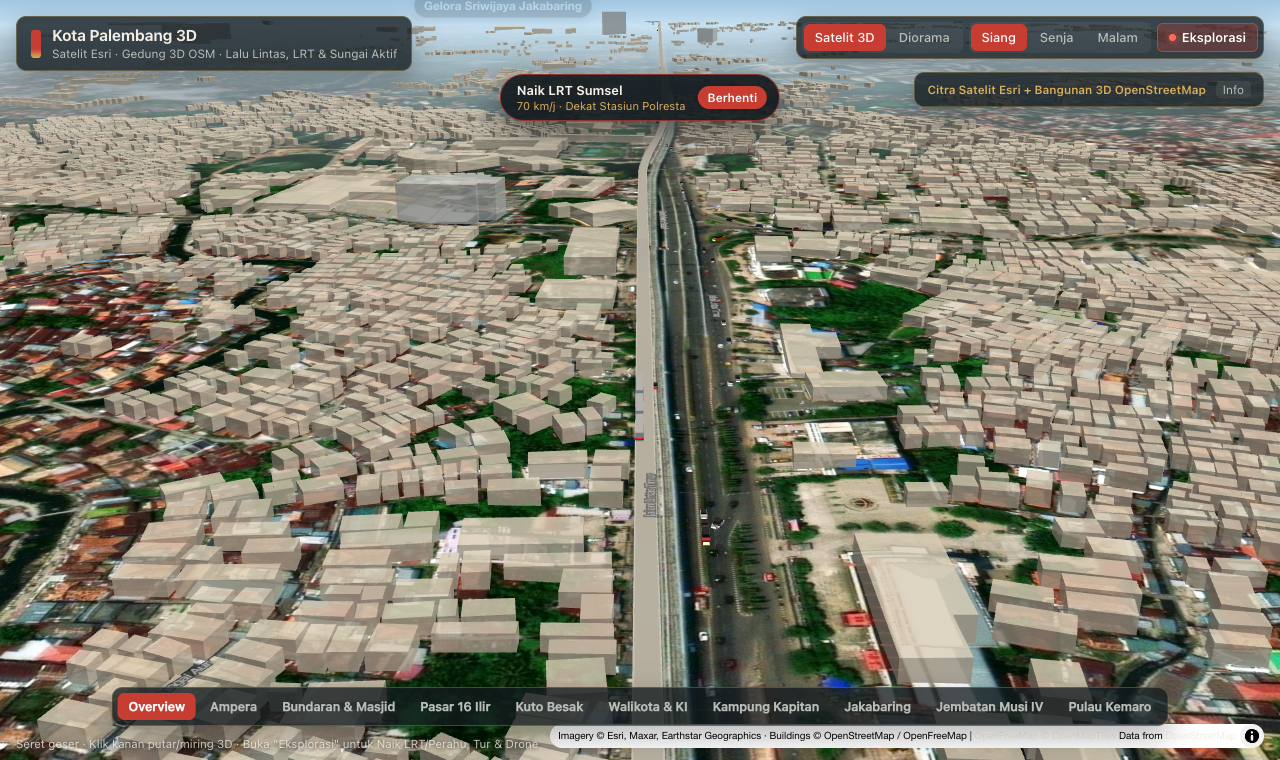 Gelora Sriwijaya Jakabaring
Kota Palembang 3D
Satelit Esri · Gedung 3D OSM · Lalu Lintas, LRT & Sungai Aktif
Satelit 3D
Diorama
Siang
Senja
Malam
Eksplorasi
Naik LRT Sumsel
70 km/j · Dekat Stasiun Polresta
Berhenti
Citra Satelit Esri + Bangunan 3D OpenStreetMap
Info
Overview
Ampera
Bundaran & Masjid
Pasar 16 Ilir
Kuto Besak
Walikota & KI
Kampung Kapitan
Jakabaring
Jembatan Musi IV
Pulau Kemaro
Seret geser · Klik kanan putar/miring 3D · Buka "Eksplorasi" untuk Naik LRT/Perahu, Tur & Drone
Imagery © Esri, Maxar, Earthstar Geographics · Buildings © OpenStreetMap / OpenFreeMap | OpenFreeMap © OpenMapTiles Data from OpenStreetMap